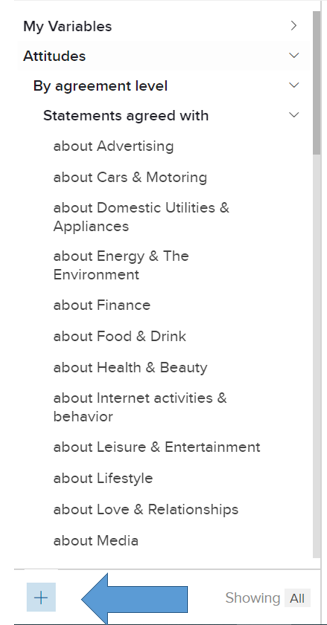 My Variables
Attitudes
By agreement level
Statements agreed with
about Advertising
about Cars & Motoring
about Domestic Utilities &
Appliances
about Energy & The
Environment
about Finance
about Food & Drink
about Health & Beauty
about Internet activities &
behavior
about Leisure & Entertainment
about Lifestyle
about Love & Relationships
about Media
+ Showing All